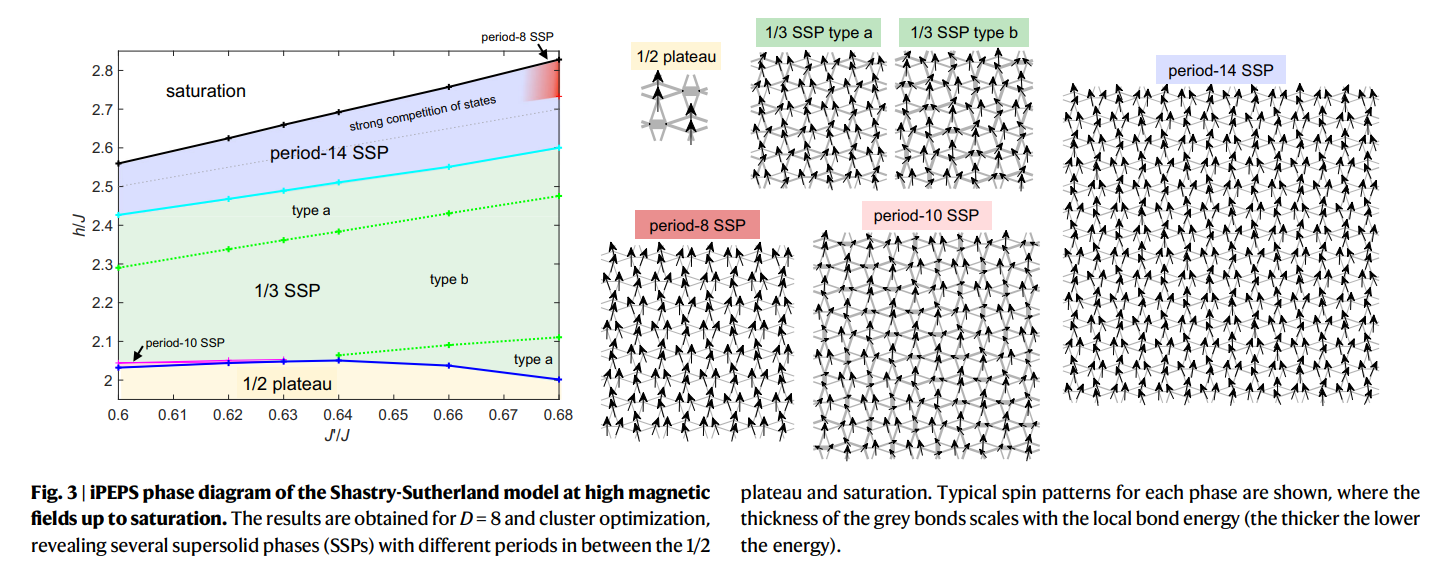 period-8 SSP
2.8
2.7
2.6
2.5
2.4
2.3
2.2
2.1
2
h/J
saturation
strong competition of states
period-14 SSP
type a
type b
1/3 SSP
period-10 SSP
type a
1/2 plateau
0.6 0.61 0.62 0.63 0.64 0.65 0.66 0.67 0.68
J'/J
1/2 plateau
1/3 SSP type a
1/3 SSP type b
period-14 SSP
period-8 SSP
period-10 SSP
Fig. 3 | iPEPS phase diagram of the Shastry-Sutherland model at high magnetic
fields up to saturation. The results are obtained for D = 8 and cluster optimization,
revealing several supersolid phases (SSPs) with different periods in between the 1/2
plateau and saturation. Typical spin patterns for each phase are shown, where the
thickness of the grey bonds scales with the local bond energy (the thicker the lower
the energy).